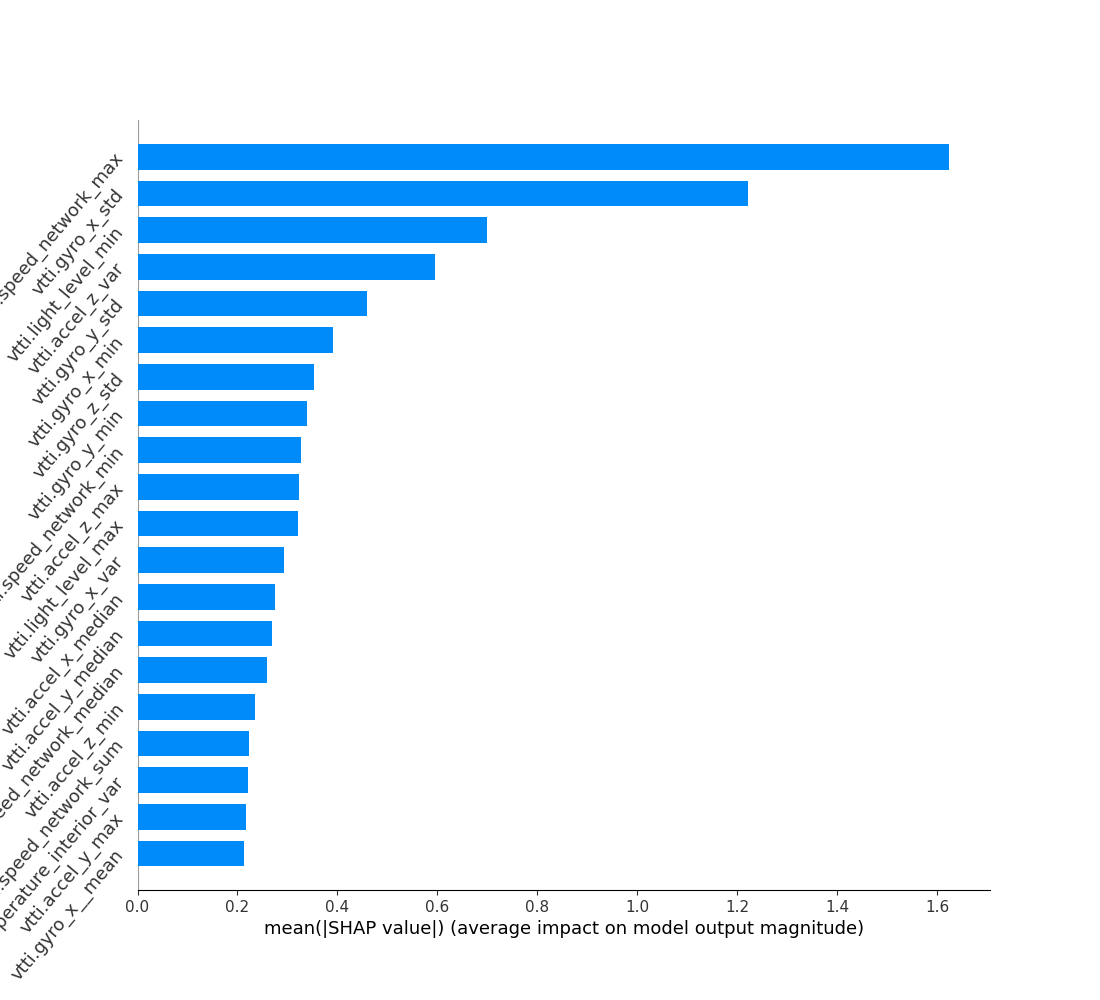 .speed_network_max
vtti.gyro_x_std
vtti.light_level_min
vtti.accel_z_var
vtti.gyro_y_std
vtti.gyro_x_min
vtti.gyro_z_std
vtti.gyro_y_min
.speed_network_min
vtti.accel_z_max
vtti.light_level_max
vtti.gyro_x_var
vtti.accel_x_median
vtti.accel_y_median
eed_network_median
vtti.accel_z_min
.speed_network_sum
perature_interior_var
vtti.accel_y_max
vtti.gyro_x__mean
0.0 0.2 0.4 0.6 0.8 1.0 1.2 1.4 1.6
mean(|SHAP value|) (average impact on model output magnitude)